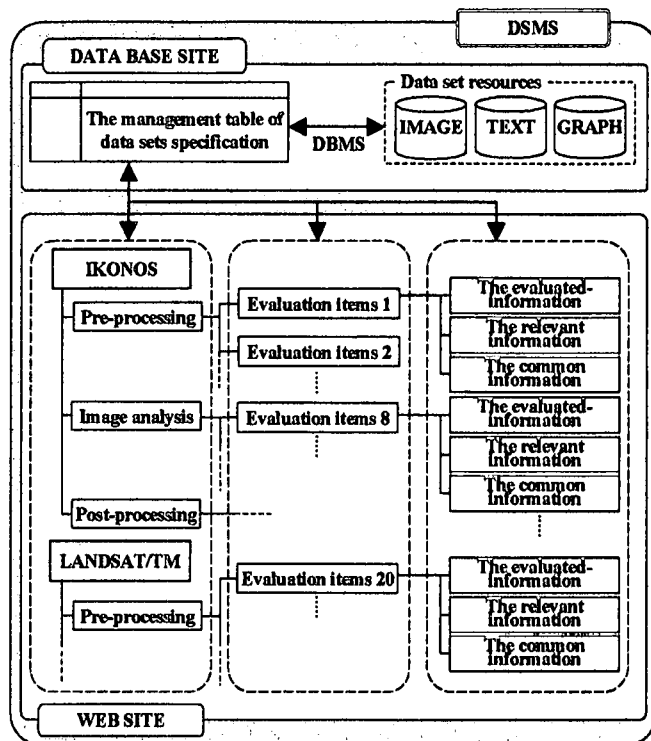 DSMS
DATA BASE SITE
Data set resources
The management table of
data sets specification
DBMS
IMAGE
TEXT
GRAPH
IKONOS
Pre-processing
Evaluation items 1
The evaluated-
Information
The relevant
information
The common
information
Evaluation items 2
Image analysis
Evaluation items 8
The evaluated-
Information
The relevant
information
The common
information
Post-processing
LANDSAT/TM
Evaluation items 20
The evaluated-
Information
Pre-processing
The relevant
information
The common
information
WEB SITE